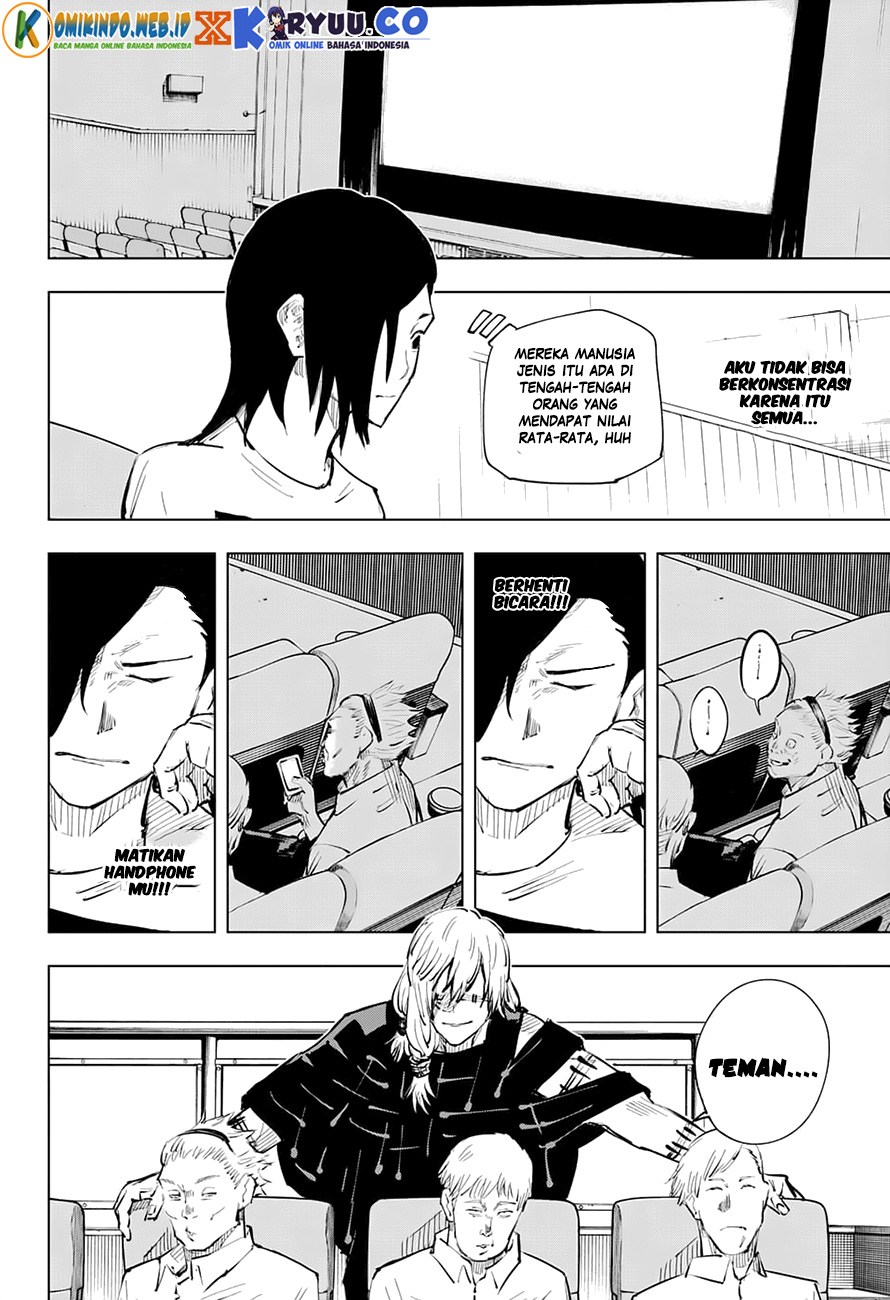 KOMIKINDO.WEB.ID X KIRYUU.CO
BACA MANGA ONLINE BAHASA INDONESIA
KOMIK ONLINE BAHASA INDONESIA
MEREKA MANUSIA
JENIS ITU ADA DI
TENGAH-TENGAH
ORANG YANG
MENDAPAT NILAI
RATA-RATA, HUH
AKU TIDAK BISA
BERKONSENTRASI
KARENA ITU
SEMUA...
MATIKAN
HANDPHONE
MU!!!
BERHENTI
BICARA!!!
TEMAN....